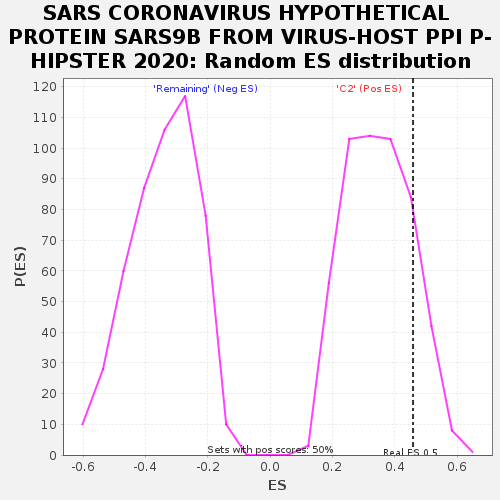 SARS CORONAVIRUS HYPOTHETICAL
PROTEIN SARS9B FROM VIRUS-HOST PPI P-
HIPSTER 2020: Random ES distribution
'Remaining' (Neg ES) 'C2' (Pos ES)
120
110
100
90
80
70
60
50
40
30
20
10
0
P(ES)
Sets with pos scores: 50%
Real ES 0.5
-0.6 -0.4 -0.2 0.0 0.2 0.4 0.6
ES